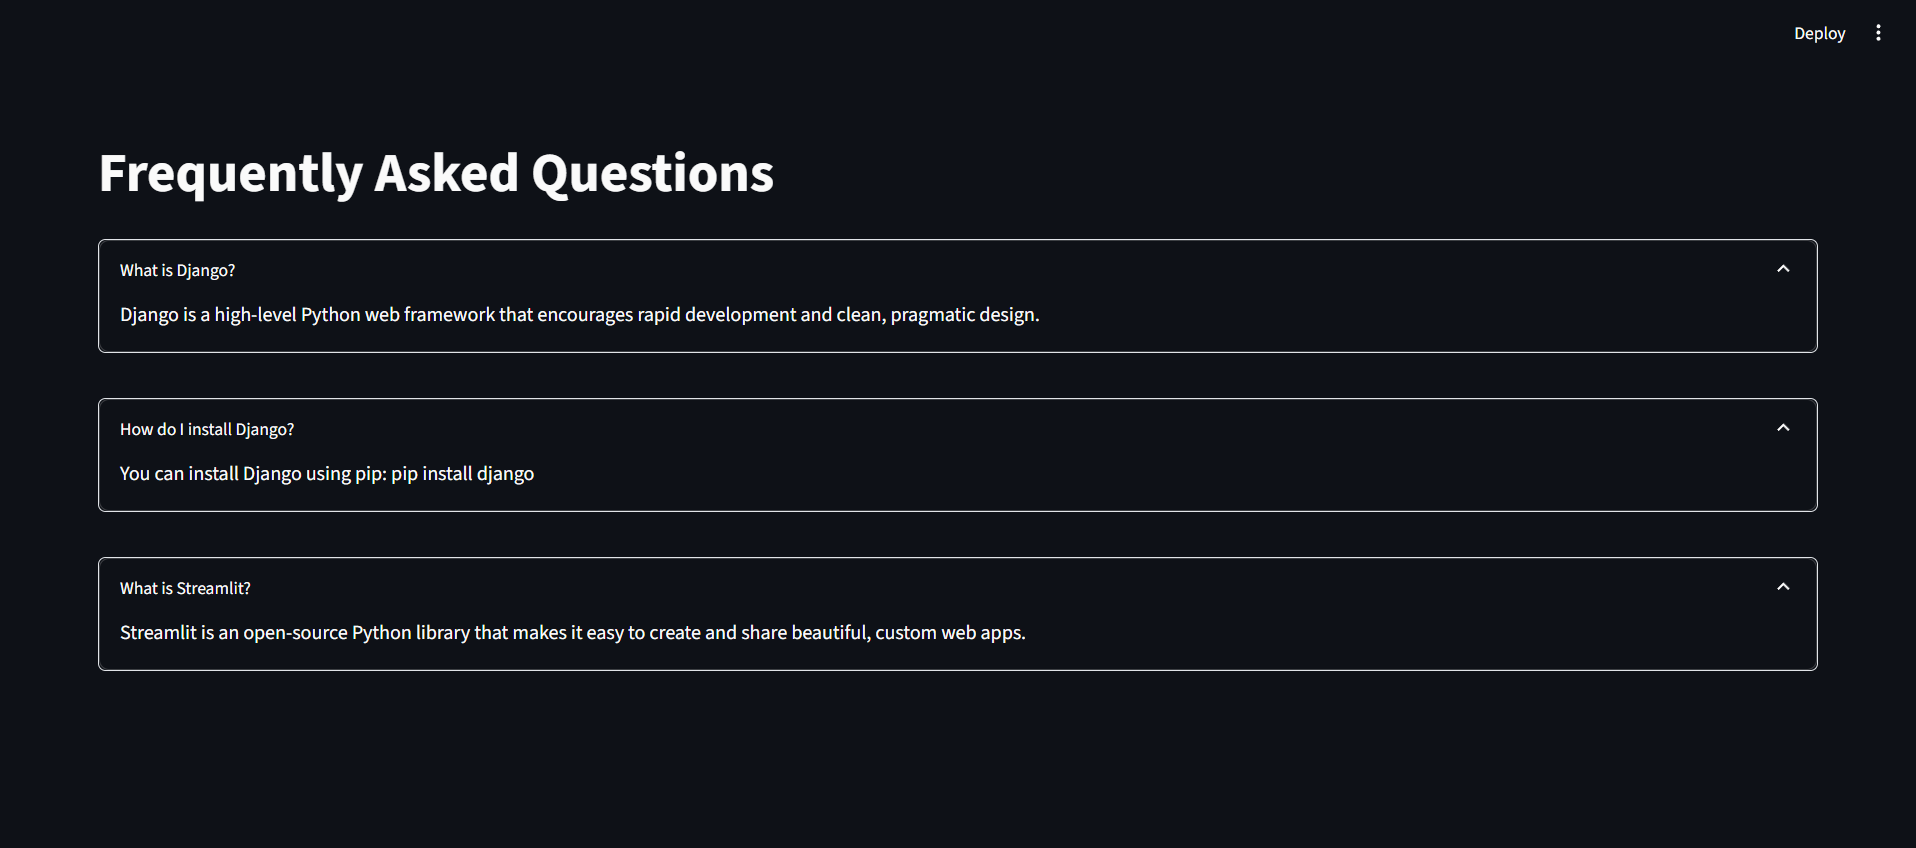 Deploy
Frequently Asked Questions
What is Django?
Django is a high-level Python web framework that encourages rapid development and clean, pragmatic design.
How do I install Django?
You can install Django using pip: pip install django
What is Streamlit?
Streamlit is an open-source Python library that makes it easy to create and share beautiful, custom web apps.